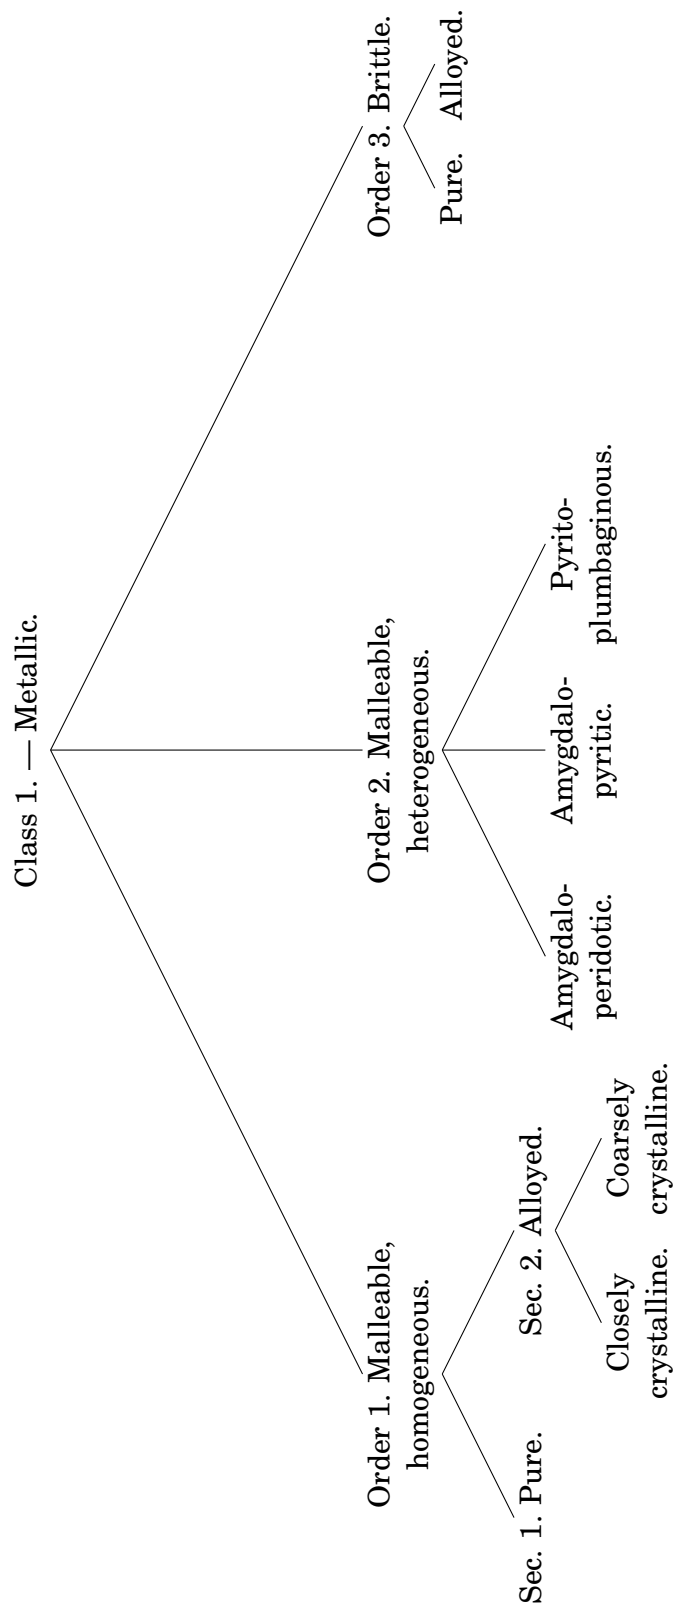 Class 1. — Metallic.
Order 1. Malleable,
homogeneous.
Sec. 1. Pure.
Sec. 2. Alloyed.
Closely
crystalline.
Coarsely
crystalline.
Order 2. Malleable,
heterogeneous.
Amygdalo-
peridotic.
Amygdalo-
pyritic.
Pyrito-
plumbaginous.
Order 3. Brittle.
Pure.
Alloyed.